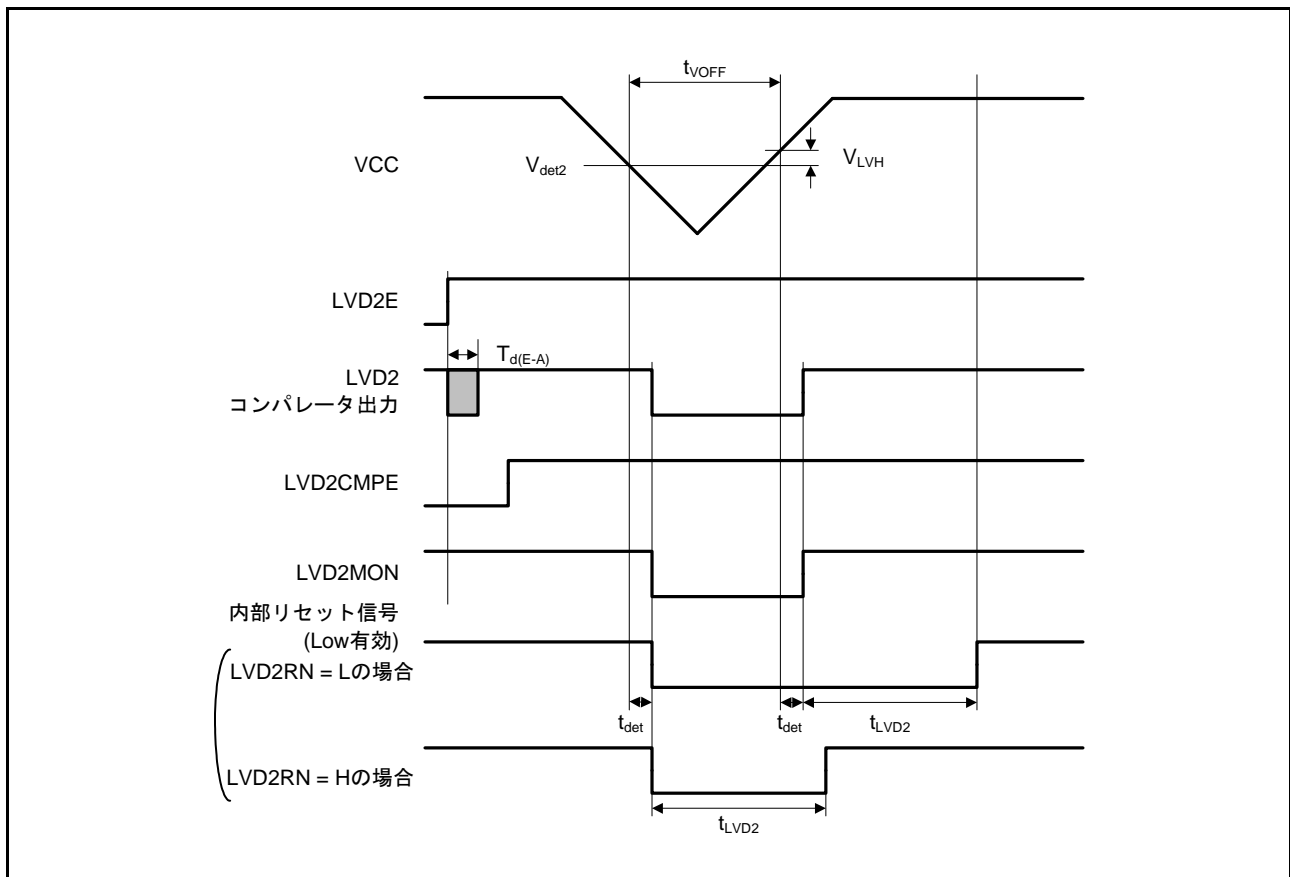 tVOFF
VCC
Vdet2
VLVH
LVD2E
Td(E-A)
LVD2
コンパレータ出力
LVD2CMPE
LVD2MON
内部リセット信号
(Low有効)
LVD2RN = Lの場合
tdet
tdet
tLVD2
LVD2RN = Hの場合
tLVD2